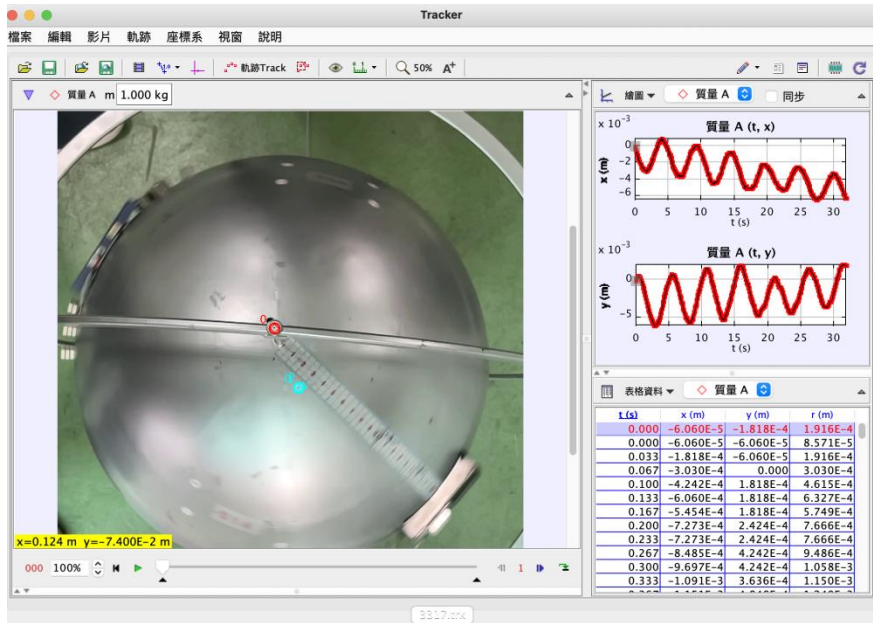 Tracker
檔案 編輯 影片 軌跡 座標系 視窗 說明
軌跡Track 50% A+
質量 A m 1.000 kg
0
x=0.124 m y=-7.400E-2 m
000 100% 1
繪圖 質量 A 同步
質量 A (t, x)
x 10-3
x (m)
0
-2
-4
-6
0 5 10 15 20 25 30
t (s)
質量 A (t, y)
x 10-3
y (m)
0
-5
0 5 10 15 20 25 30
t (s)
表格資料 質量 A
t (s) x (m) y (m) r (m)
0.000 -6.060E-5 -1.818E-4 1.916E-4
0.000 -6.060E-5 -6.060E-5 8.571E-5
0.033 -1.818E-4 -6.060E-5 1.916E-4
0.067 -3.030E-4 0.000 3.030E-4
0.100 -4.242E-4 1.818E-4 4.615E-4
0.133 -6.060E-4 1.818E-4 6.327E-4
0.167 -5.454E-4 1.818E-4 5.749E-4
0.200 -7.273E-4 2.424E-4 7.666E-4
0.233 -7.273E-4 2.424E-4 7.666E-4
0.267 -8.485E-4 4.242E-4 9.486E-4
0.300 -9.697E-4 4.242E-4 1.058E-3
0.333 -1.091E-3 3.636E-4 1.150E-3
3317.trk